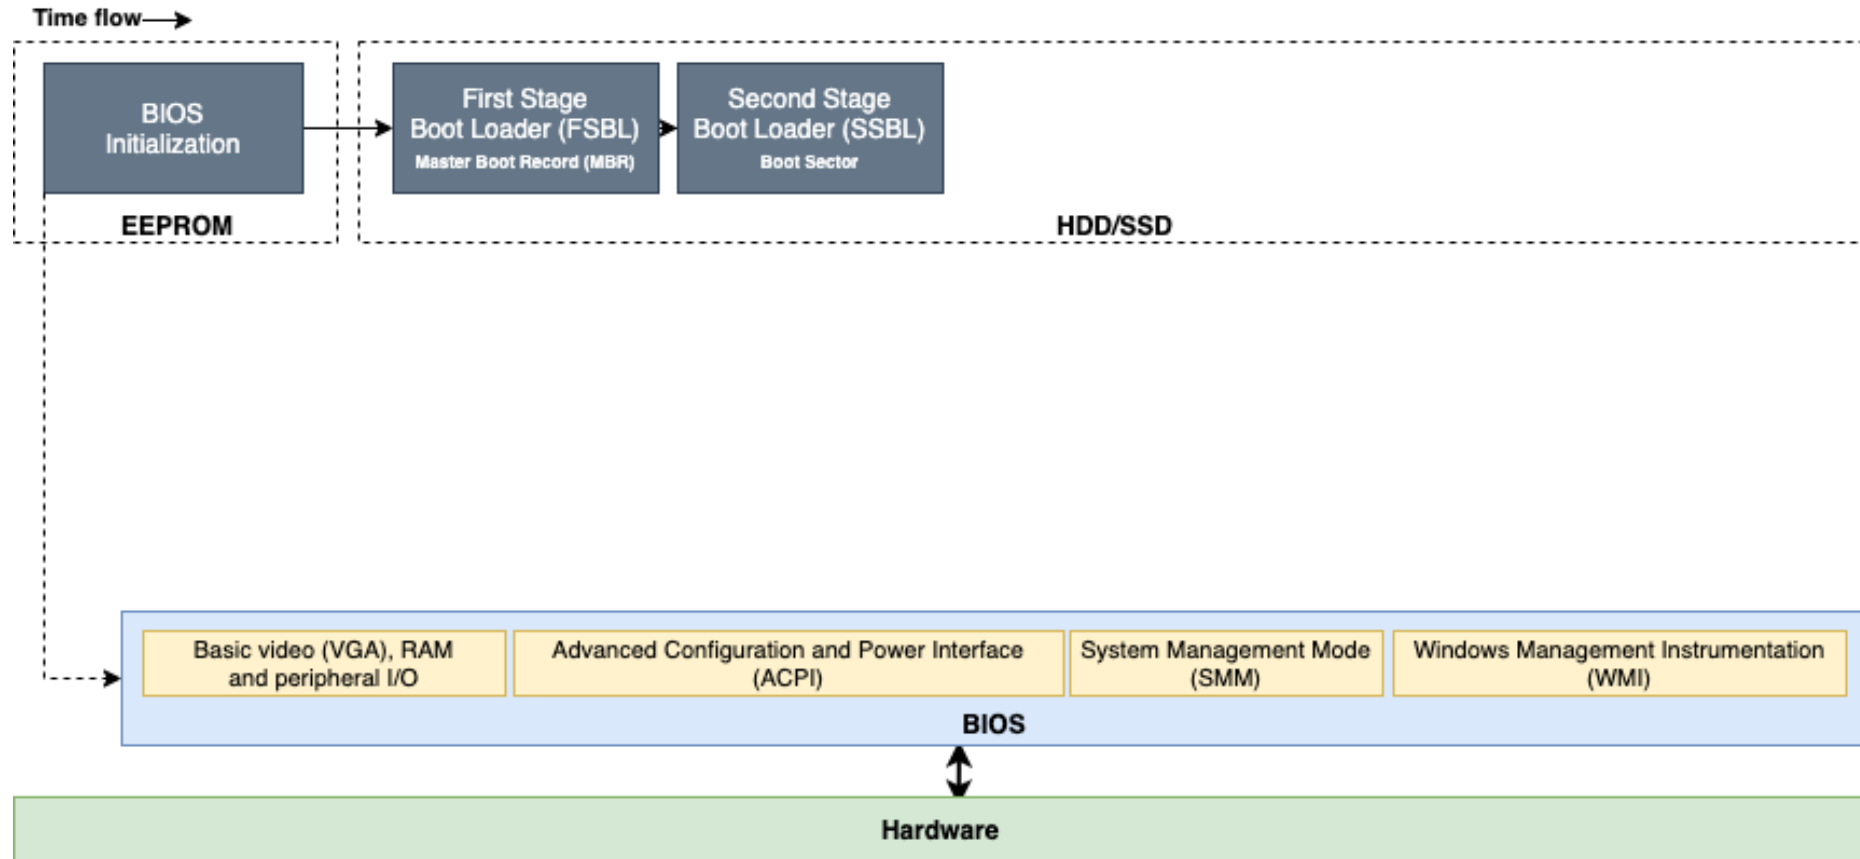 Time flow
BIOS
Initialization
First Stage
Boot Loader (FSBL)
Master Boot Record (MBR)
Second Stage
Boot Loader (SSBL)
Boot Sector
EEPROM
HDD/SSD
Basic video (VGA), RAM
and peripheral I/O
Advanced Configuration and Power Interface
(ACPI)
System Management Mode
(SMM)
Windows Management Instrumentation
(WMI)
BIOS
Hardware